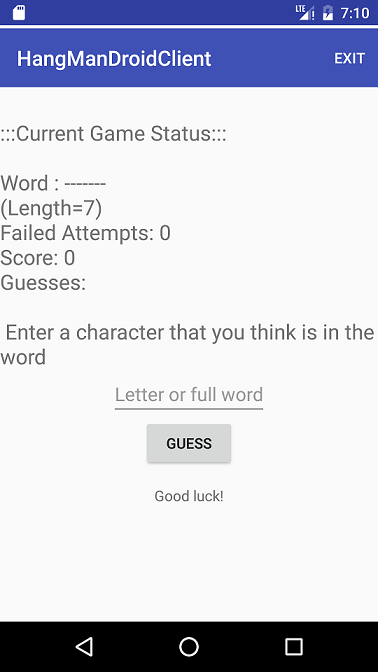 LTE 7:10
HangManDroidClient EXIT
:::Current Game Status:::
Word : -------
(Length=7)
Failed Attempts: 0
Score: 0
Guesses:
Enter a character that you think is in the
word
Letter or full word
GUESS
Good luck!